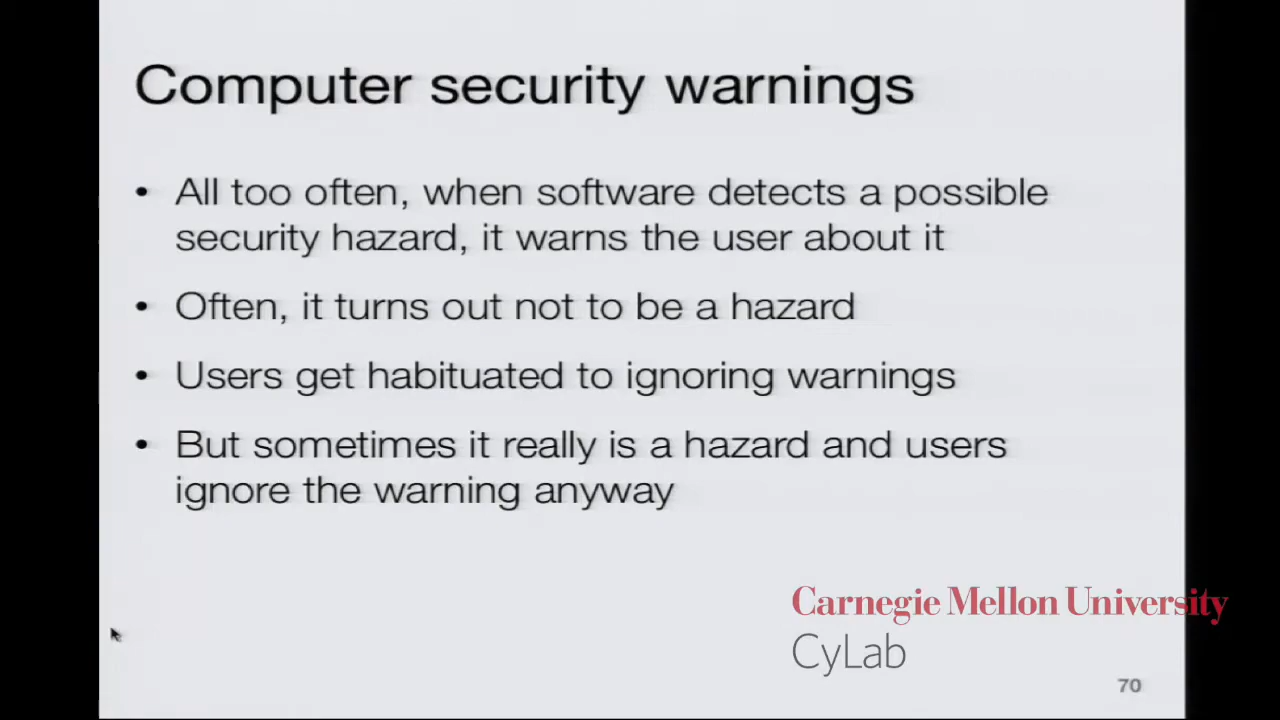 Computer security warnings
• All too often, when software detects a possible
security hazard, it warns the user about it
• Often, it turns out not to be a hazard
• Users get habituated to ignoring warnings
• But sometimes it really is a hazard and users
ignore the warning anyway
Carnegie Mellon University
CyLab
70